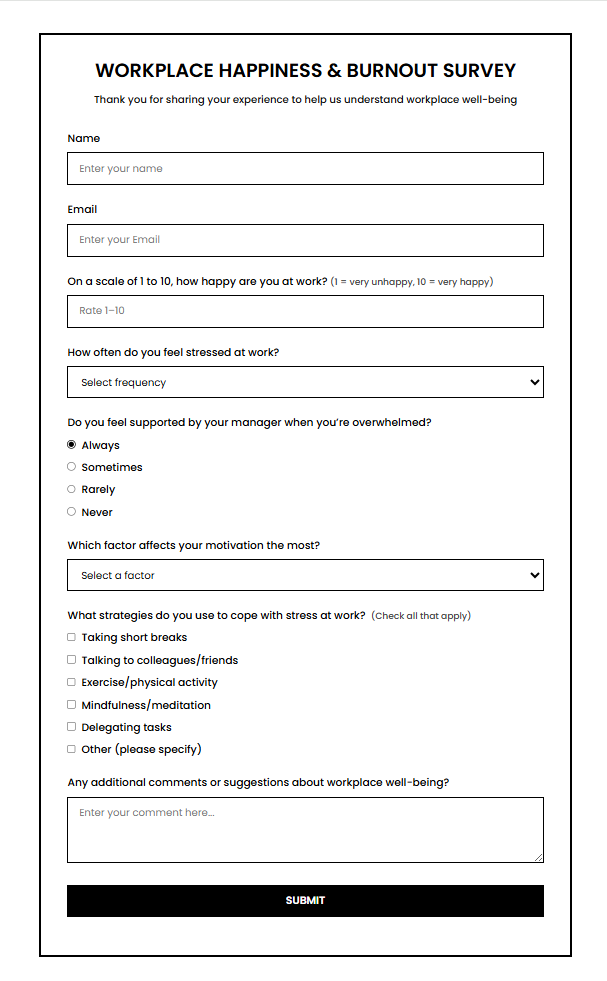 WORKPLACE HAPPINESS & BURNOUT SURVEY
Thank you for sharing your experience to help us understand workplace well-being
Name
Enter your name
Email
Enter your Email
On a scale of 1 to 10, how happy are you at work? (1 = very unhappy, 10 = very happy)
Rate 1–10
How often do you feel stressed at work?
Select frequency
Do you feel supported by your manager when you’re overwhelmed?
Always
Sometimes
Rarely
Never
Which factor affects your motivation the most?
Select a factor
What strategies do you use to cope with stress at work? (Check all that apply)
Taking short breaks
Talking to colleagues/friends
Exercise/physical activity
Mindfulness/meditation
Delegating tasks
Other (please specify)
Any additional comments or suggestions about workplace well-being?
Enter your comment here...
SUBMIT